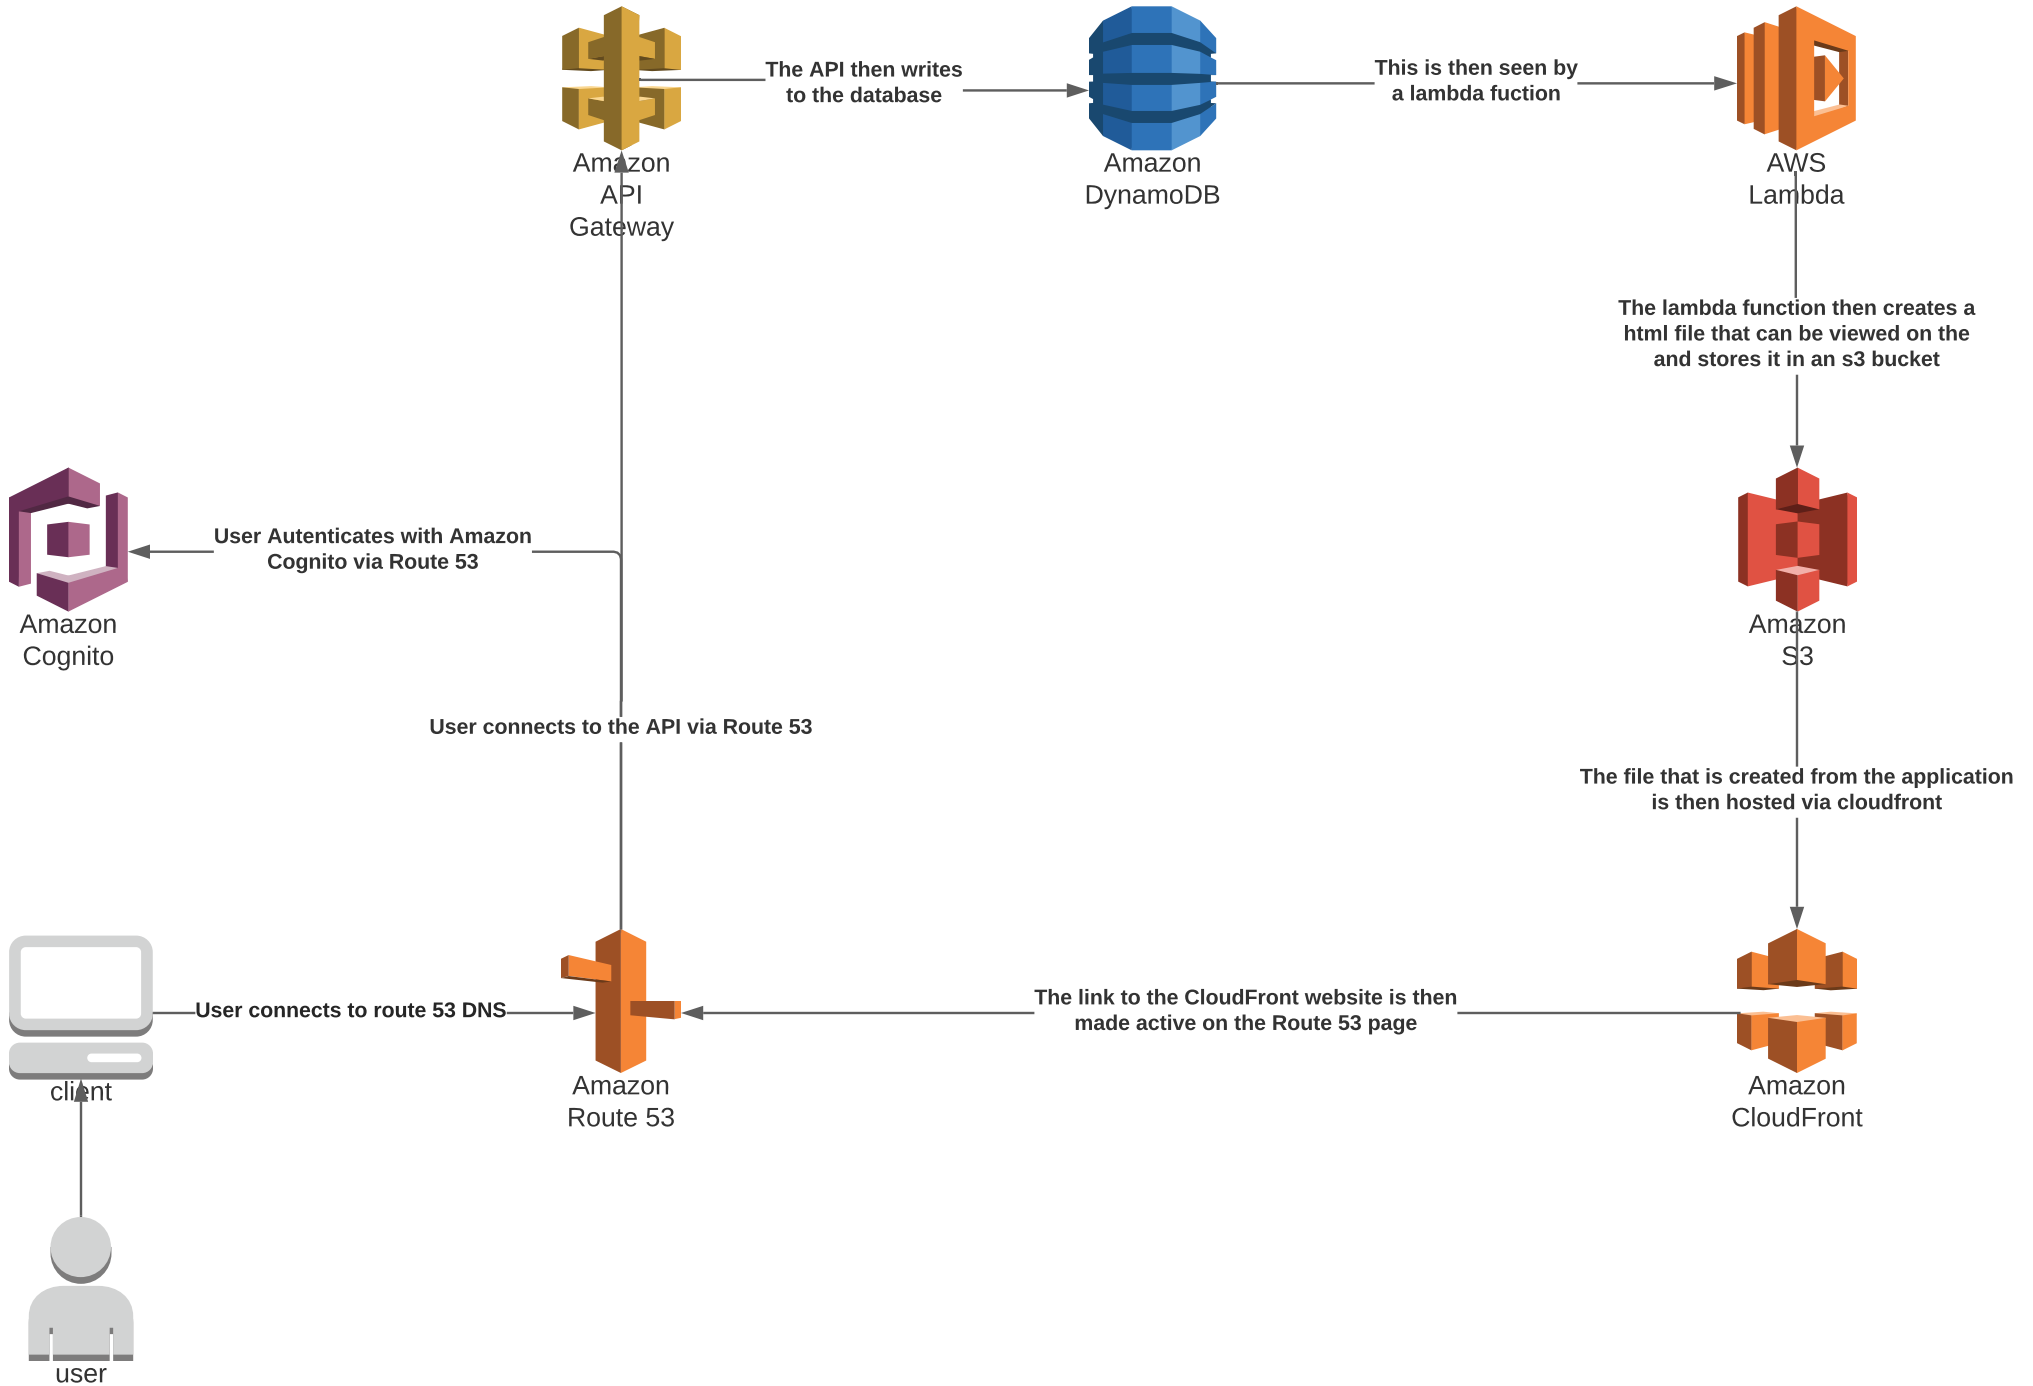 The API then writes
to the database
This is then seen by
a lambda fuction
Amazon
API
Gateway
Amazon
DynamoDB
AWS
Lambda
The lambda function then creates a
html file that can be viewed on the
and stores it in an s3 bucket
User Autenticates with Amazon
Cognito via Route 53
Amazon
Cognito
Amazon
S3
User connects to the API via Route 53
The file that is created from the application
is then hosted via cloudfront
User connects to route 53 DNS
The link to the CloudFront website is then
made active on the Route 53 page
client
Amazon
Route 53
Amazon
CloudFront
user